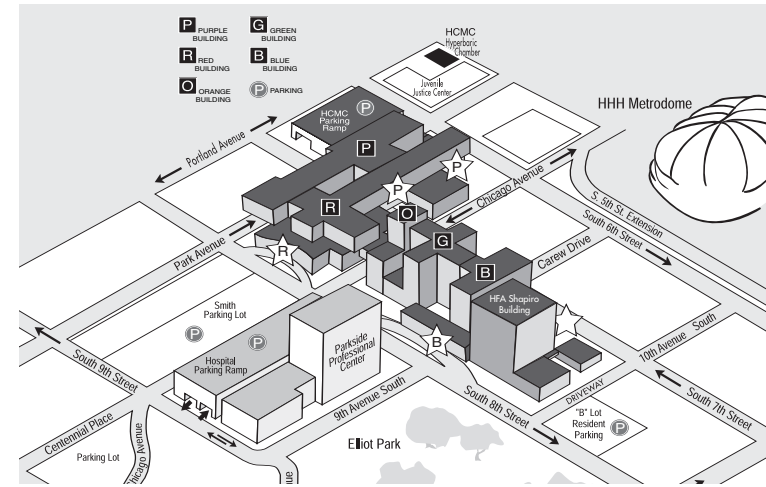 P PURPLE
BUILDING
G GREEN
BUILDING
R RED
BUILDING
B BLUE
BUILDING
O ORANGE
BUILDING
P PARKING
HCMC
Hyperbaric
Chamber
Juvenile
Justice Center
HHH Metrodome
HCMC
Parking
Ramp
P
Portland Avenue
P
P
P
Chicago Avenue
R
O
S. 5th St. Extension
South 6th Street
Park Avenue
R
G
B
Carew Drive
HFA Shapiro
Building
Smith
Parking Lot
P
P
Hospital
Parking Ramp
Parkside
Professional
Center
B
10th Avenue South
South 9th Street
9th Avenue South
South 8th Street
DRIVEWAY
South 7th Street
"B" Lot
Resident
Parking
P
Centennial Place
Chicago Avenue
Parking Lot
Elliot Park
nue